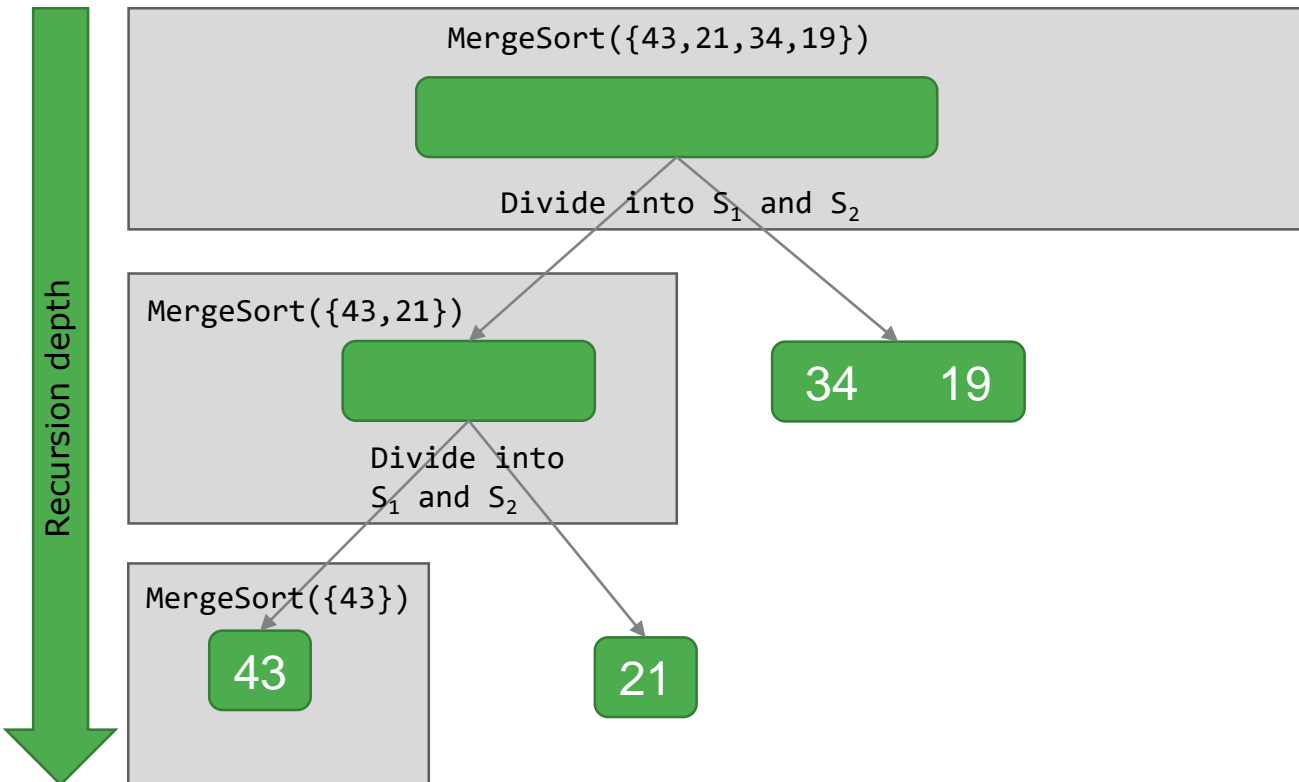 MergeSort({43,21,34,19})
Divide into S₁ and S₂
Recursion depth
MergeSort({43,21})
34 19
Divide into
S₁ and S₂
MergeSort({43})
43
21